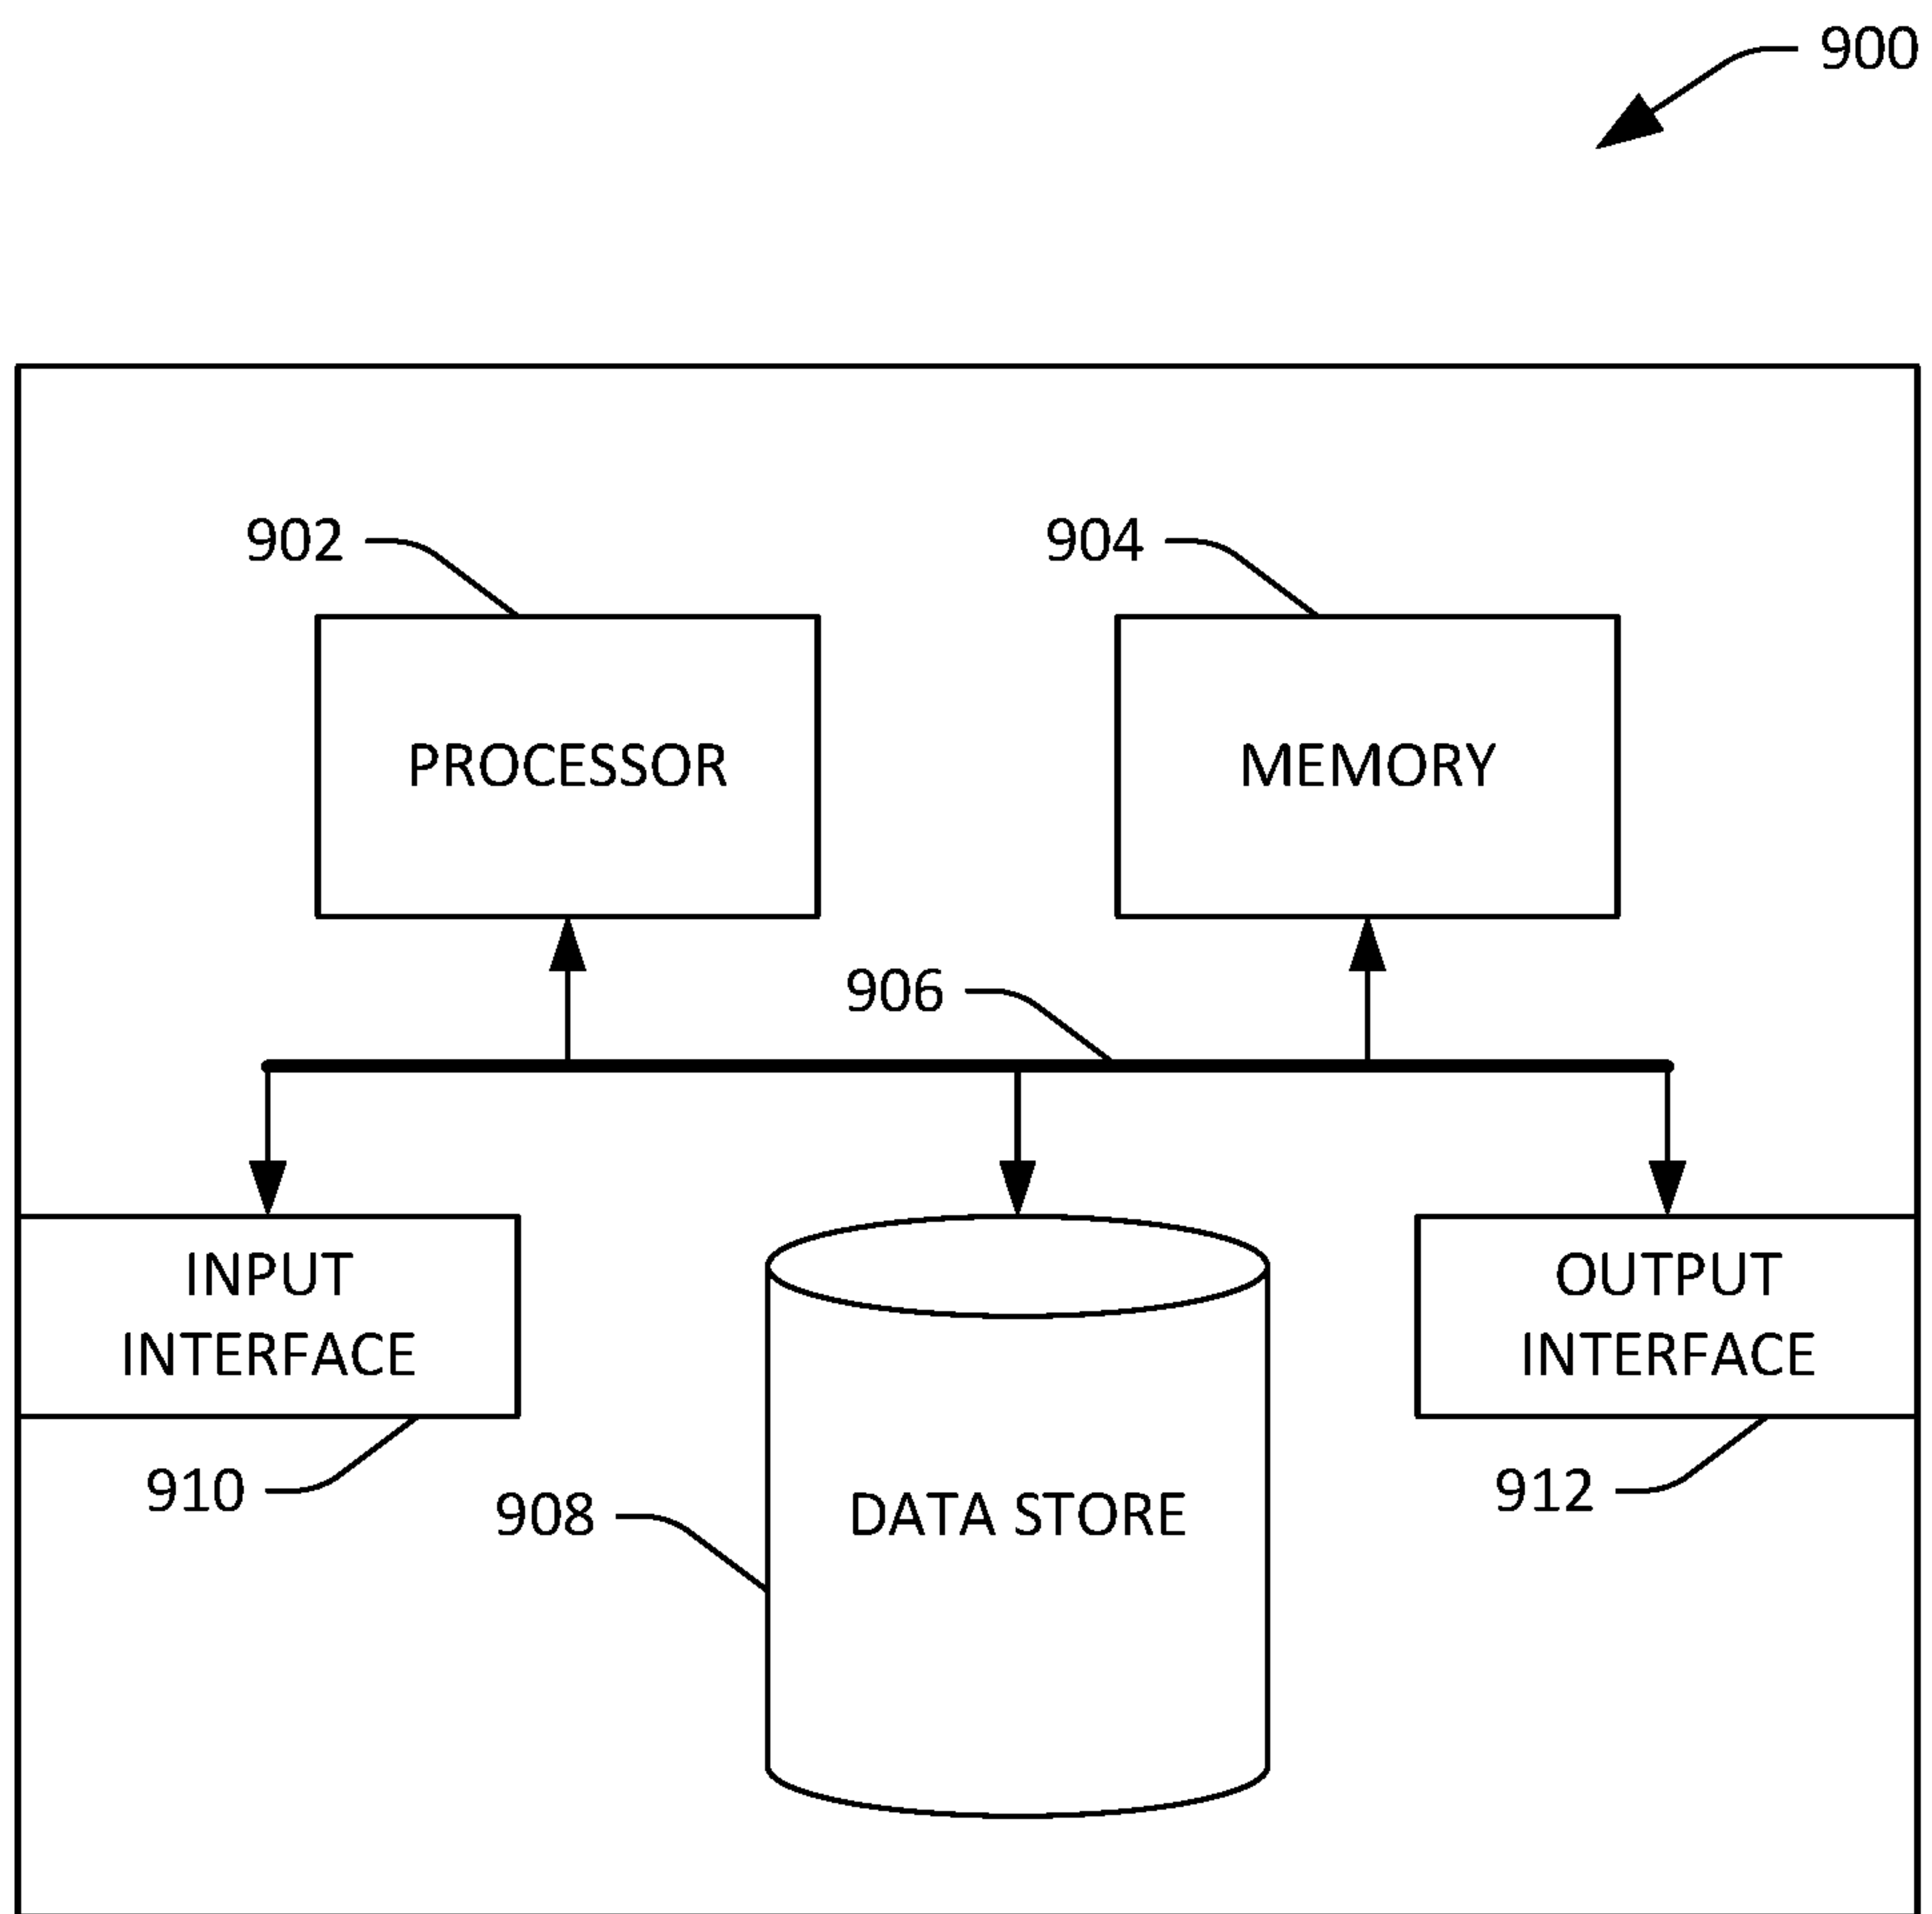 900
902
904
PROCESSOR
MEMORY
906
INPUT
INTERFACE
OUTPUT
INTERFACE
910
908
DATA STORE
912